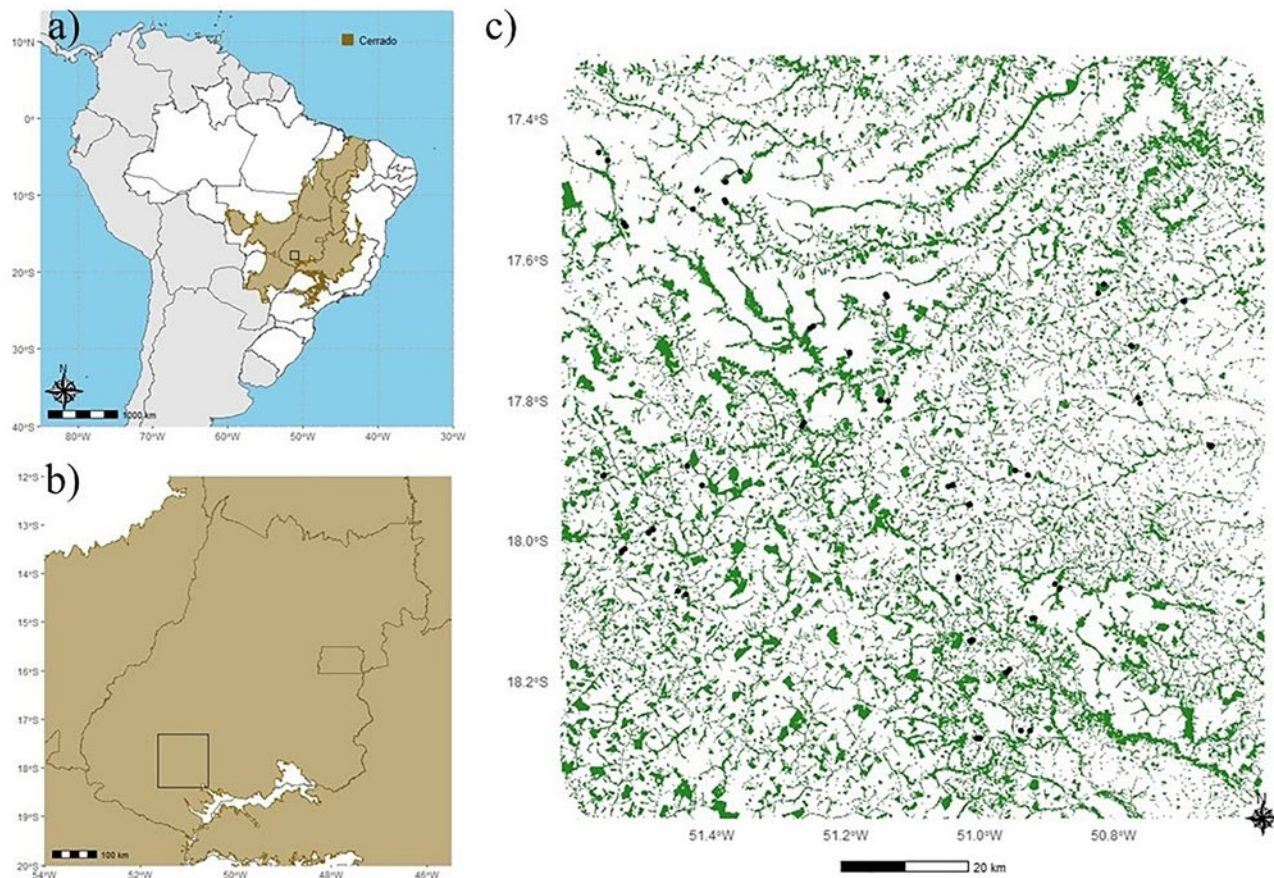 a)
Cerrado
10°N
0°
10°S
20°S
30°S
40°S
N
1000 km
80°W 70°W 60°W 50°W 40°W 30°W
b)
12°S
13°S
14°S
15°S
16°S
17°S
18°S
19°S
20°S
100 km
54°W 52°W 50°W 48°W 46°W
c)
17.4°S
17.6°S
17.8°S
18.0°S
18.2°S
51.4°W 51.2°W 51.0°W 50.8°W
20 km